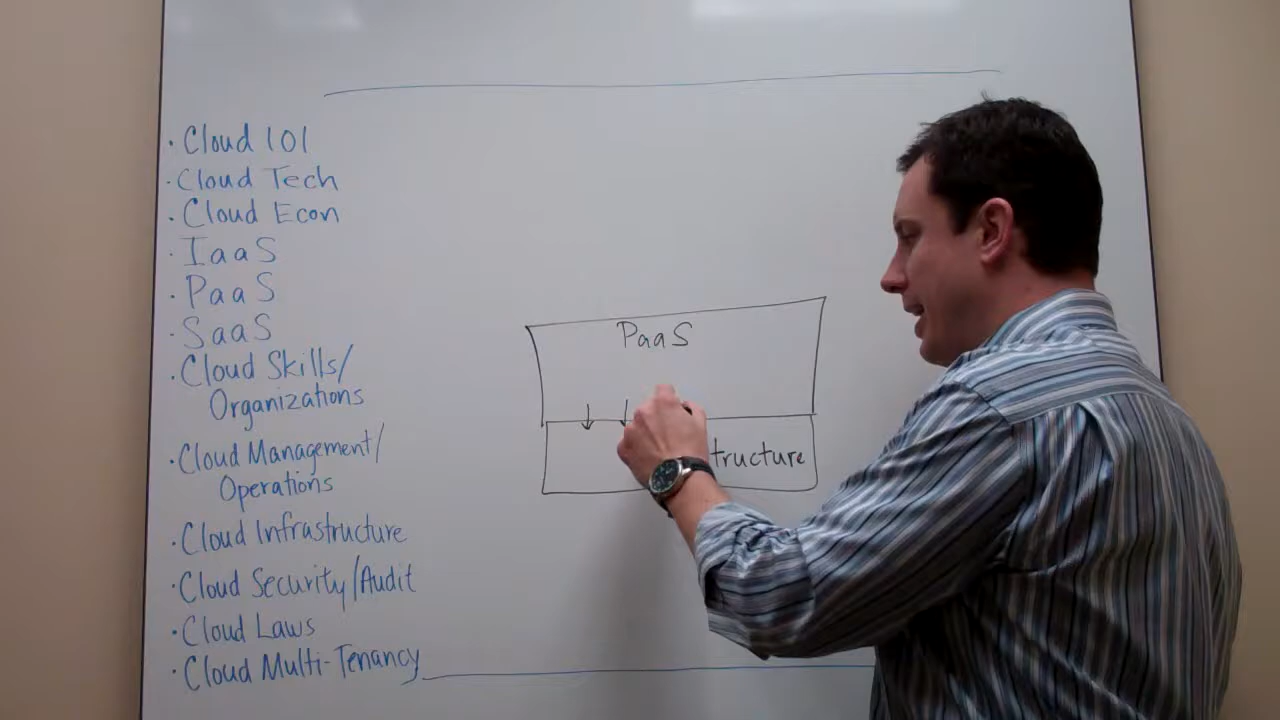 · Cloud 101
· Cloud Tech
· Cloud Econ
· IaaS
· PaaS
· SaaS
· Cloud Skills/
Organizations
· Cloud Management/
Operations
· Cloud Infrastructure
· Cloud Security/Audit
· Cloud Laws
· Cloud Multi-Tenancy
PaaS
tructure